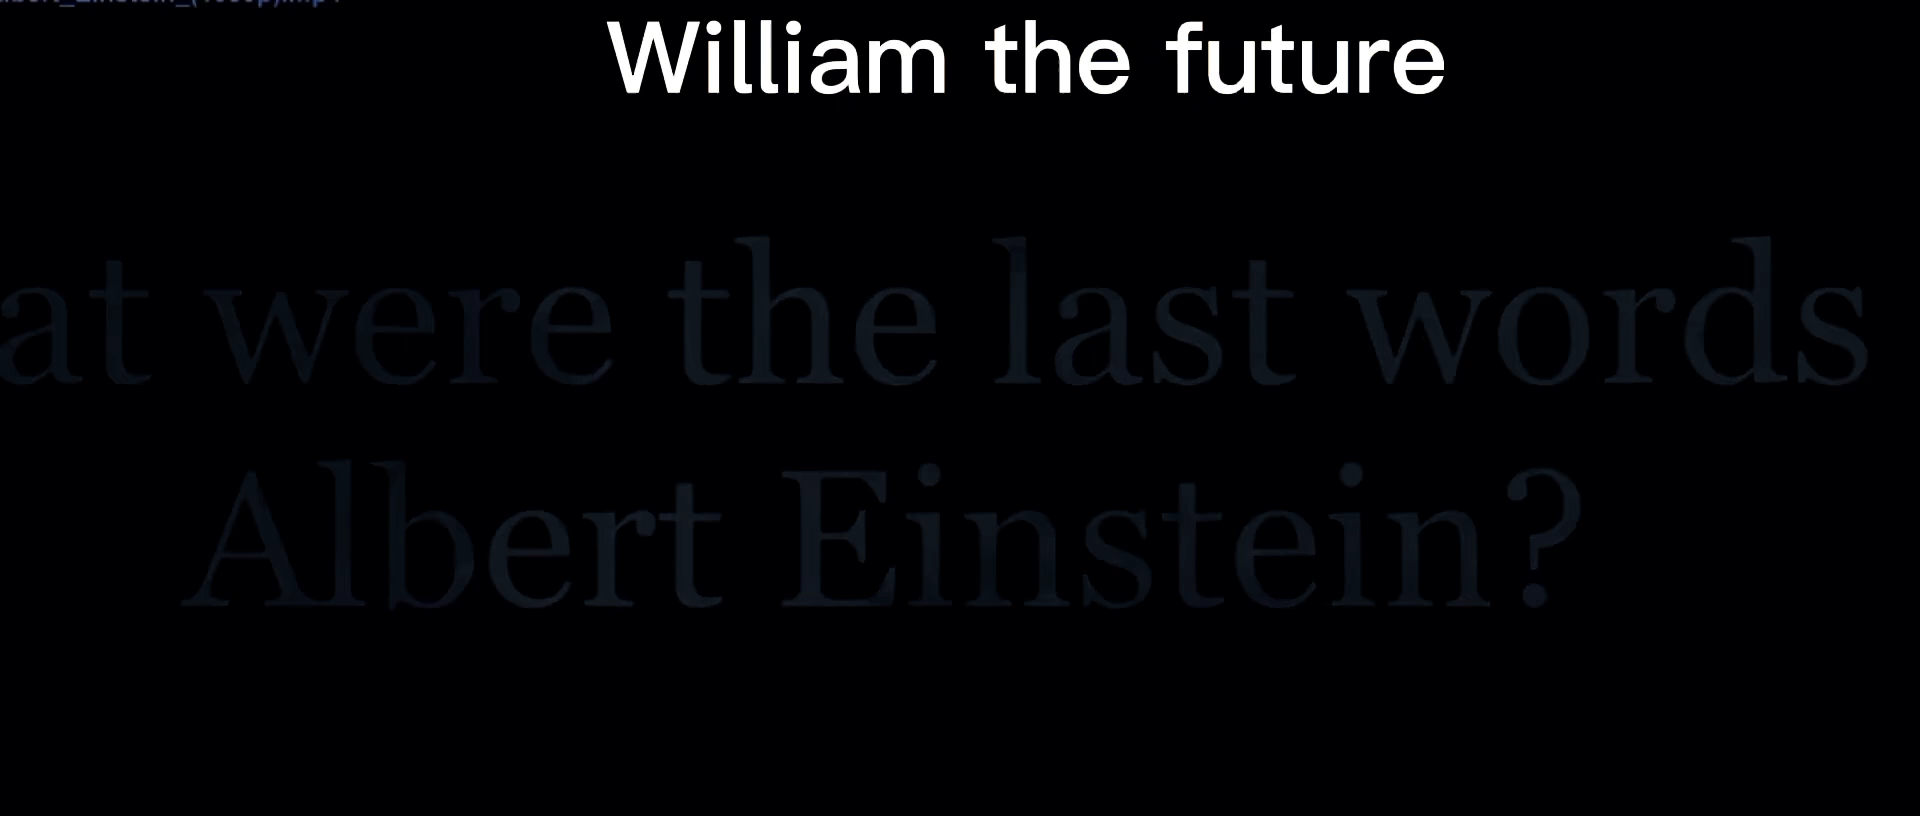 William the future
at were the last words
Albert Einstein?